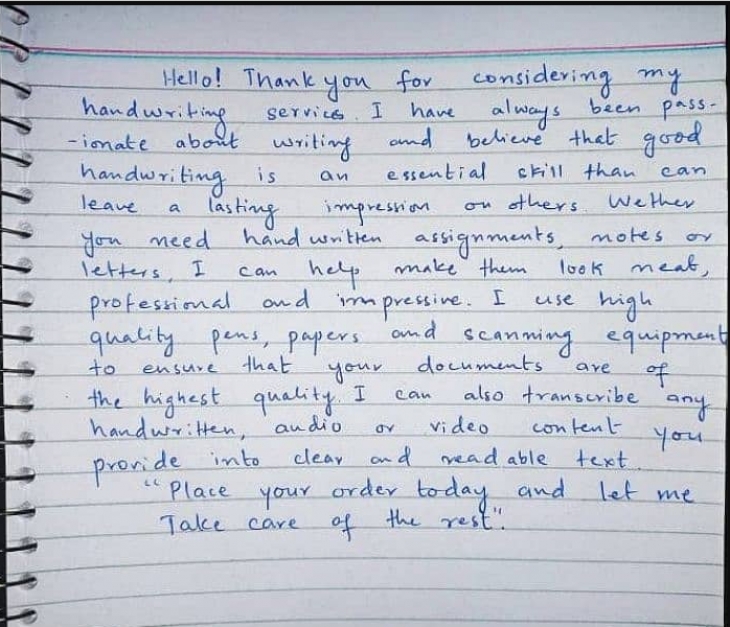 Hello! Thank you for considering my
handwriting services. I have always been pass-
-ionate about writing and believe that good
handwriting is an essential skill than can
leave a lasting impression on others. Wether
you need handwritten assignments, notes or
letters, I can help make them look neat,
professional and impressive. I use high
quality pens, papers and scanning equipment
to ensure that your documents are of
the highest quality. I can also transcribe any
handwritten, audio or video content you
provide into clear and readable text.
"Place your order today and let me
Take care of the rest".